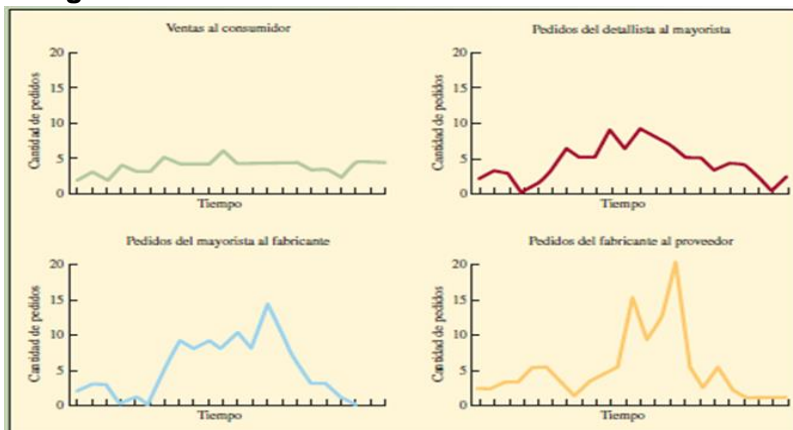 Ventas al consumidor
20
15
10
5
0
Cantidad de pedidos
Tiempo
Pedidos del detallista al mayorista
20
15
10
5
0
Cantidad de pedidos
Tiempo
Pedidos del mayorista al fabricante
20
15
10
5
0
Cantidad de pedidos
Tiempo
Pedidos del fabricante al proveedor
20
15
10
5
0
Cantidad de pedidos
Tiempo